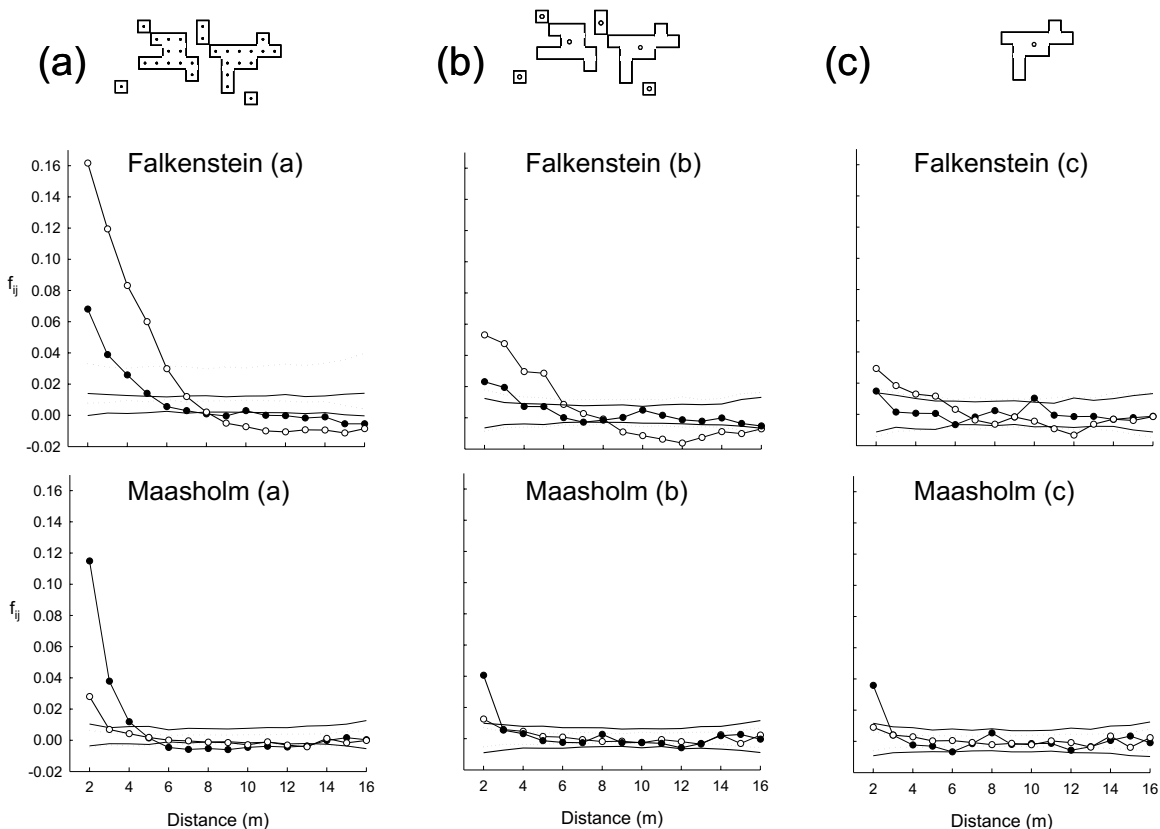 (a) (b) (c)
Falkenstein (a) Falkenstein (b) Falkenstein (c)
0.16
0.14
0.12
0.10
0.08
f_ij
0.06
0.04
0.02
0.00
-0.02
Maasholm (a) Maasholm (b) Maasholm (c)
0.16
0.14
0.12
0.10
0.08
f_ij
0.06
0.04
0.02
0.00
-0.02
2 4 6 8 10 12 14 16 2 4 6 8 10 12 14 16 2 4 6 8 10 12 14 16
Distance (m) Distance (m) Distance (m)